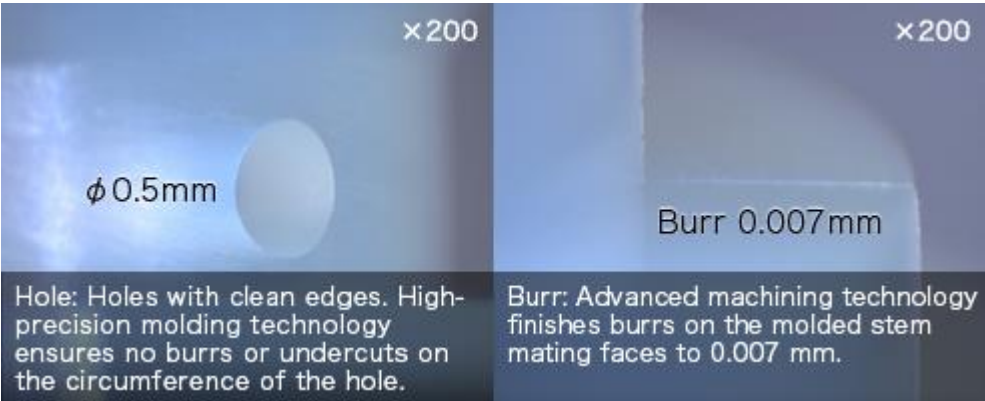 ×200
ϕ0.5mm
Hole: Holes with clean edges. High-
precision molding technology
ensures no burrs or undercuts on
the circumference of the hole.
×200
Burr 0.007mm
Burr: Advanced machining technology
finishes burrs on the molded stem
mating faces to 0.007 mm.